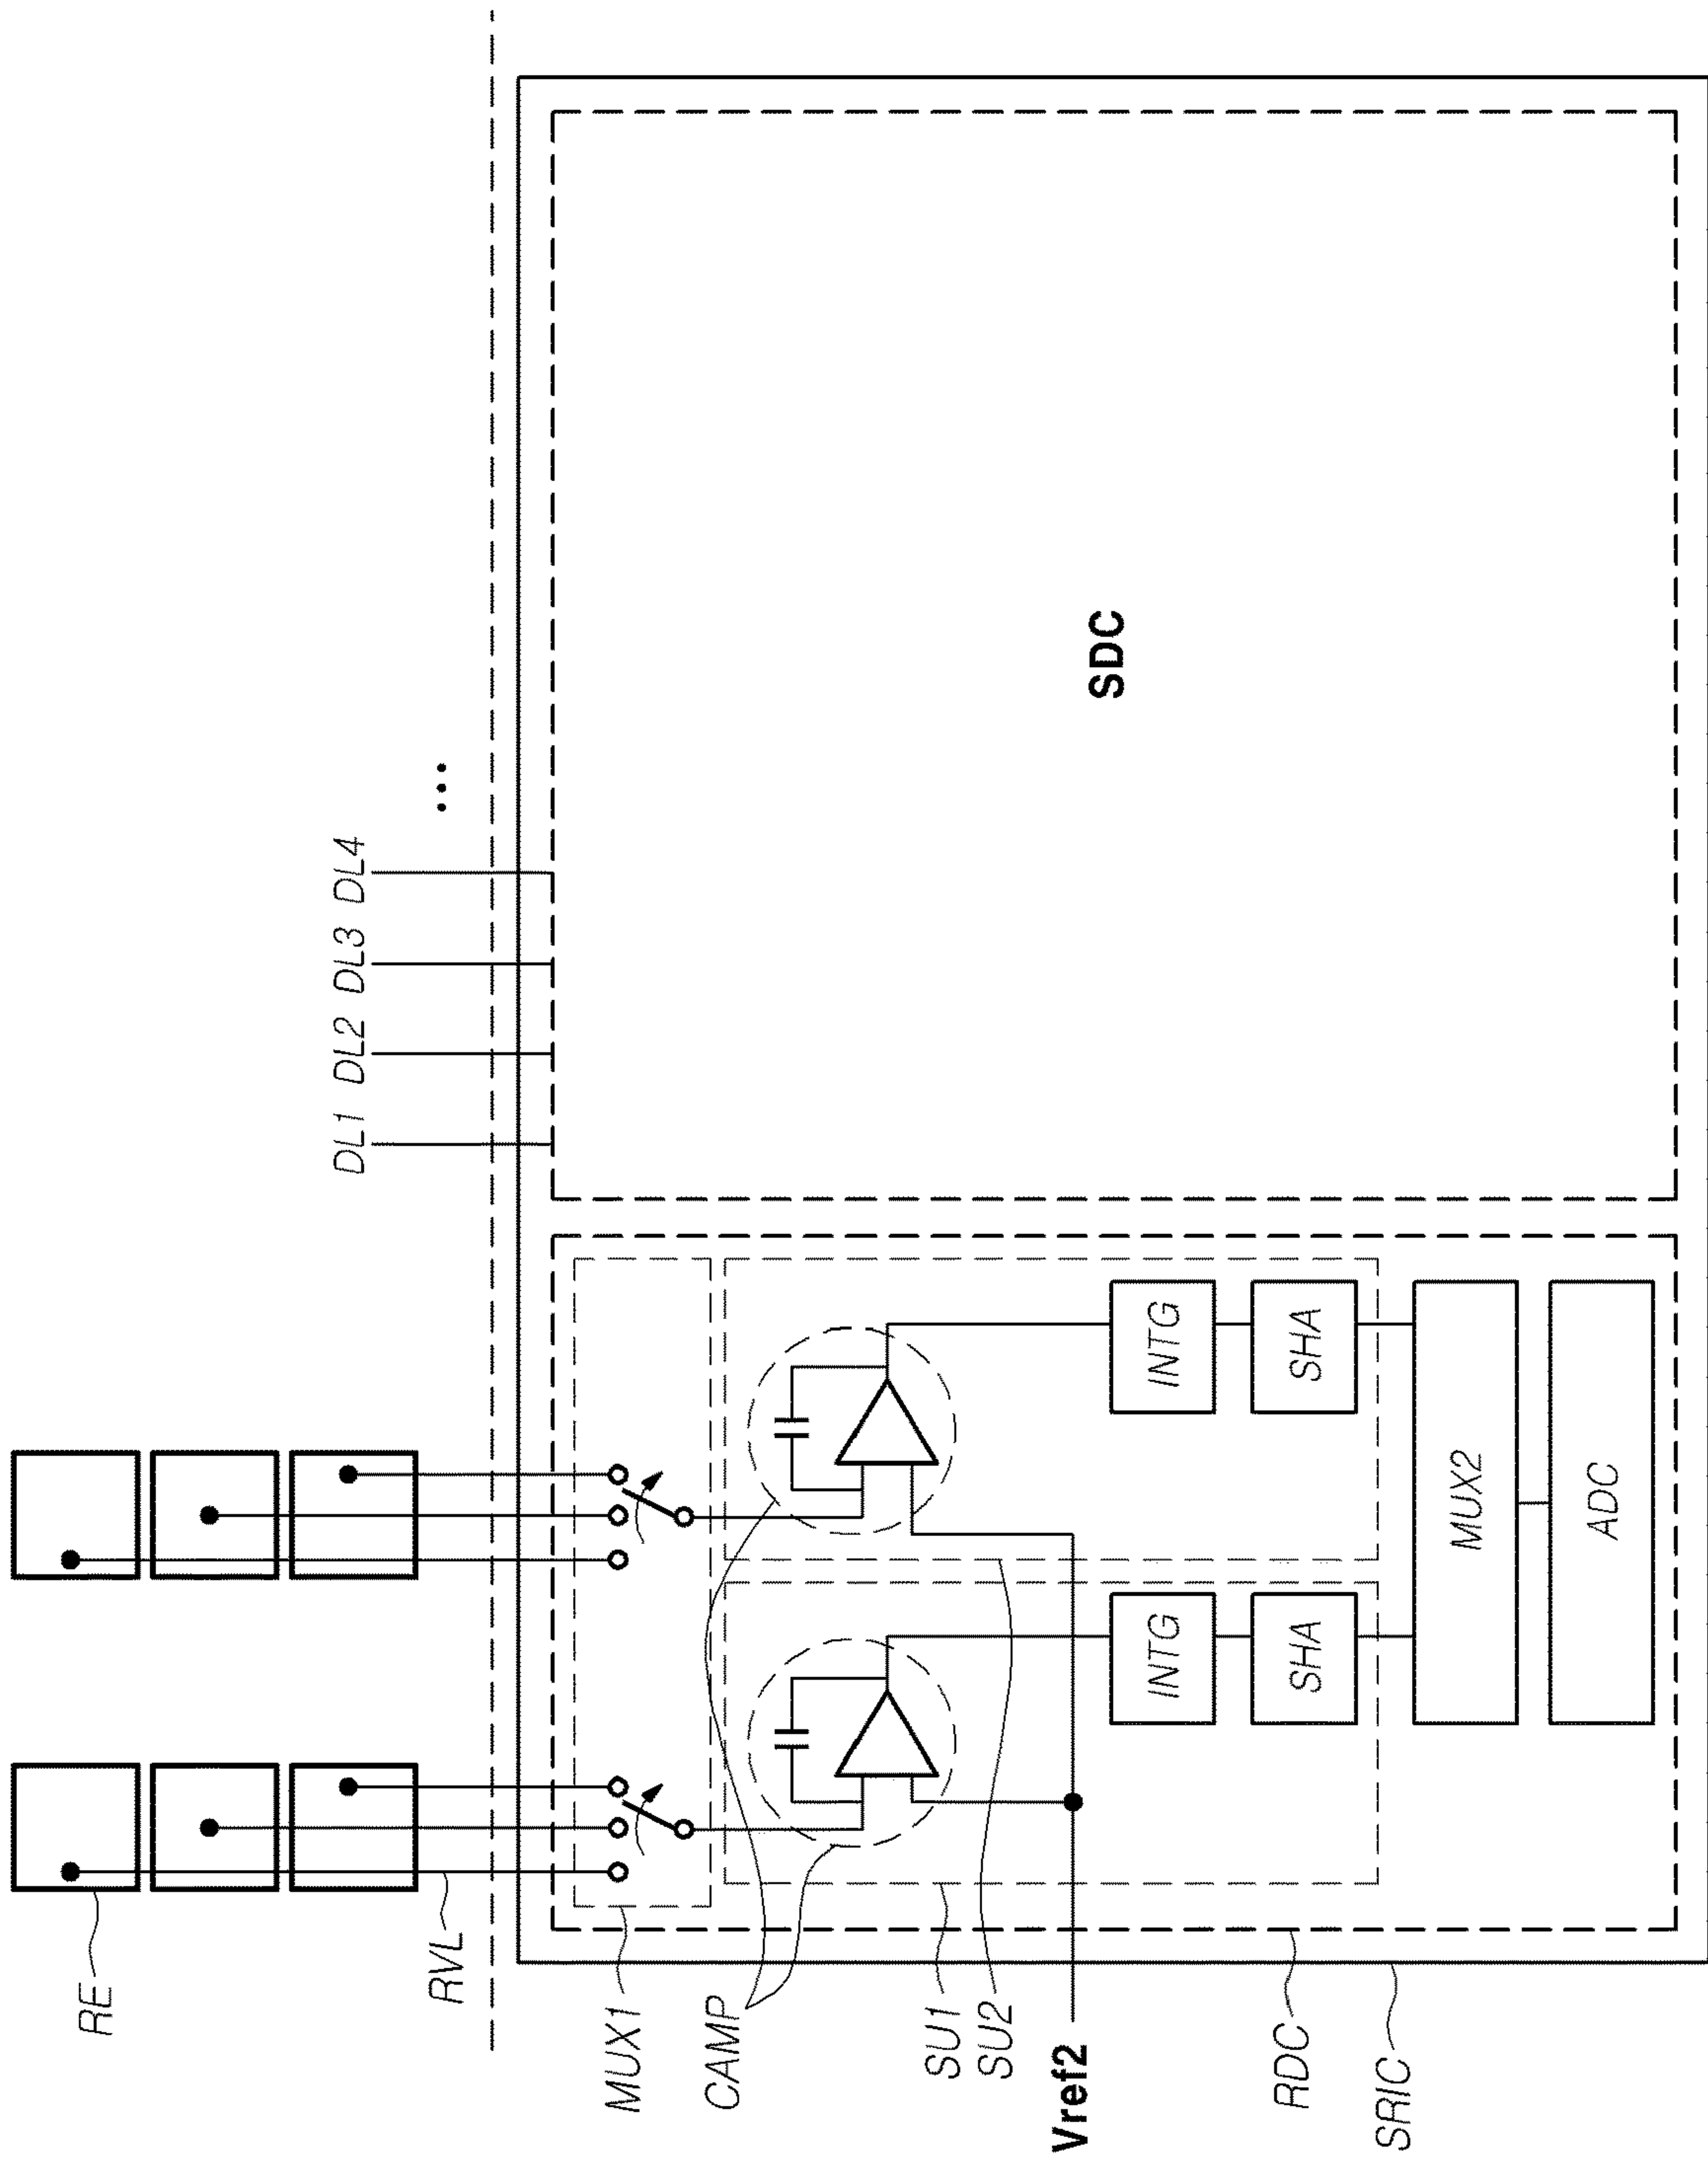 RE
RVL
MUX1
CAMP
SU1
SU2
Vref2
RDC
SRIC
DL1 DL2 DL3 DL4
...
SDC
INTG
INTG
SHA
SHA
MUX2
ADC